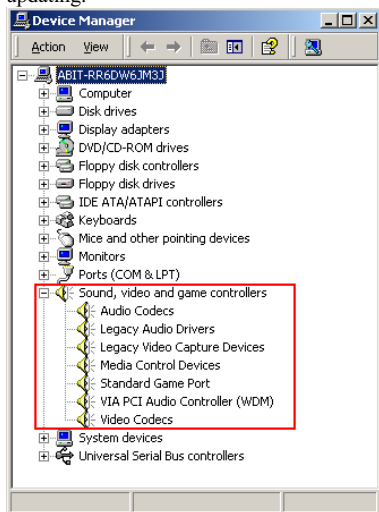 updating.
Device Manager
Action View
ABIT-RR6DW6JM3J
Computer
Disk drives
Display adapters
DVD/CD-ROM drives
Floppy disk controllers
Floppy disk drives
IDE ATA/ATAPI controllers
Keyboards
Mice and other pointing devices
Monitors
Ports (COM & LPT)
Sound, video and game controllers
Audio Codecs
Legacy Audio Drivers
Legacy Video Capture Devices
Media Control Devices
Standard Game Port
VIA PCI Audio Controller (WDM)
Video Codecs
System devices
Universal Serial Bus controllers